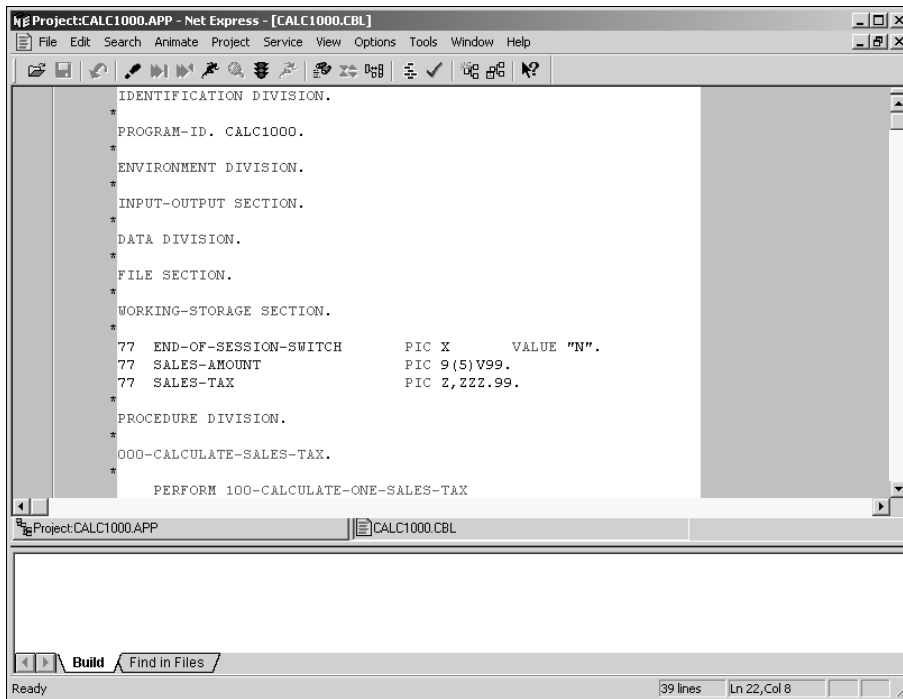 Project:CALC1000.APP - Net Express - [CALC1000.CBL]
File Edit Search Animate Project Service View Options Tools Window Help
IDENTIFICATION DIVISION.
*
PROGRAM-ID. CALC1000.
*
ENVIRONMENT DIVISION.
*
INPUT-OUTPUT SECTION.
*
DATA DIVISION.
*
FILE SECTION.
*
WORKING-STORAGE SECTION.
*
77 END-OF-SESSION-SWITCH PIC X VALUE "N".
77 SALES-AMOUNT PIC 9(5)V99.
77 SALES-TAX PIC Z,ZZZ.99.
*
PROCEDURE DIVISION.
*
000-CALCULATE-SALES-TAX.
*
PERFORM 100-CALCULATE-ONE-SALES-TAX
Project:CALC1000.APP CALC1000.CBL
Build Find in Files
Ready 39 lines Ln 22,Col 8